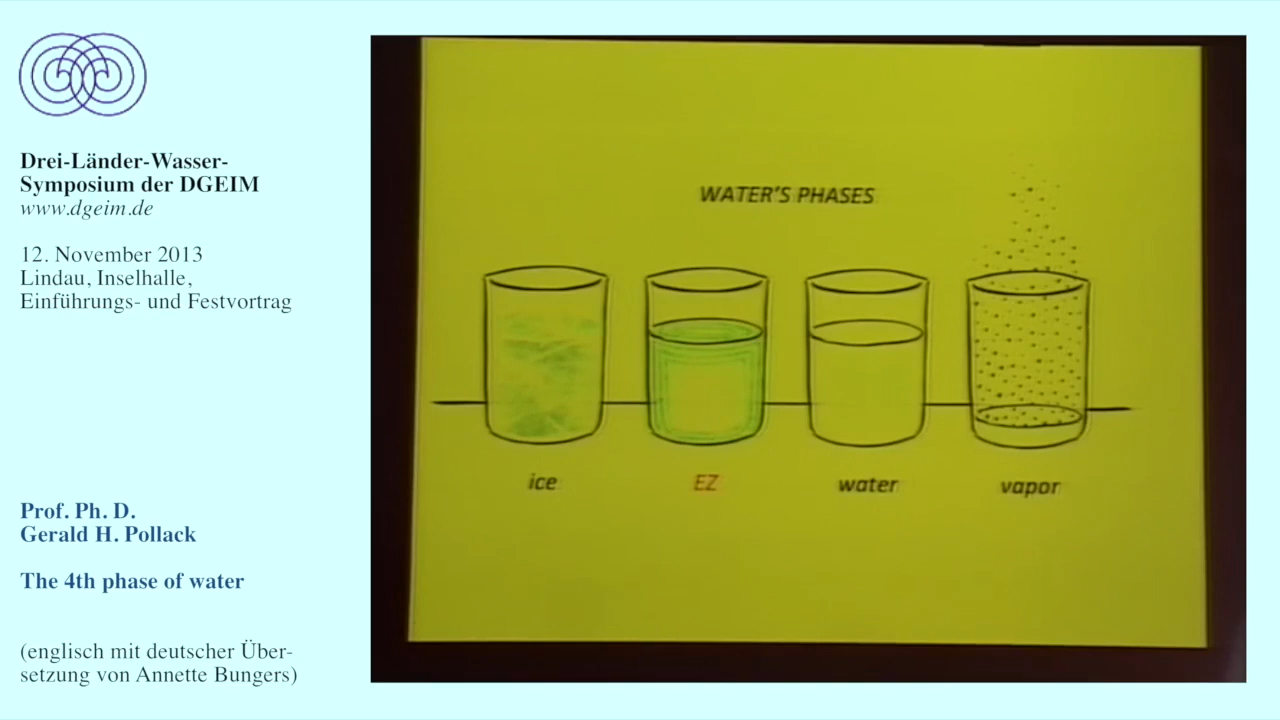 Drei-Länder-Wasser-
Symposium der DGEIM
www.dgeim.de
12. November 2013
Lindau, Inselhalle,
Einführungs- und Festvortrag
Prof. Ph. D.
Gerald H. Pollack
The 4th phase of water
(englisch mit deutscher Über-
setzung von Annette Bungers)
WATER'S PHASES
ice
EZ
water
vapor